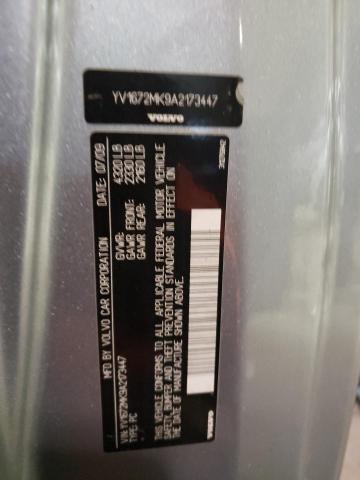 YV1672MK9A2173447
VOLVO
MFD BY VOLVO CAR CORPORATION DATE: 07/09
GVWR: 4320 LB
GAWR FRONT: 2330 LB
GAWR REAR: 2160 LB
THIS VEHICLE CONFORMS TO ALL APPLICABLE FEDERAL MOTOR VEHICLE
SAFETY, BUMPER AND THEFT PREVENTION STANDARDS IN EFFECT ON
THE DATE OF MANUFACTURE SHOWN ABOVE.
VIN: YV1672MK9A2173447
TYPE: PC
VOLVO